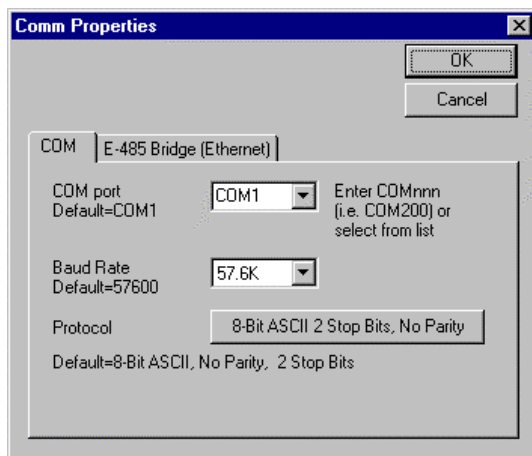 Comm Properties
OK
Cancel
COM
E-485 Bridge (Ethernet)
COM port
Default=COM1
COM1
Enter COMnnn
(i.e. COM200) or
select from list
Baud Rate
Default=57600
57.6K
Protocol
8-Bit ASCII 2 Stop Bits, No Parity
Default=8-Bit ASCII, No Parity, 2 Stop Bits